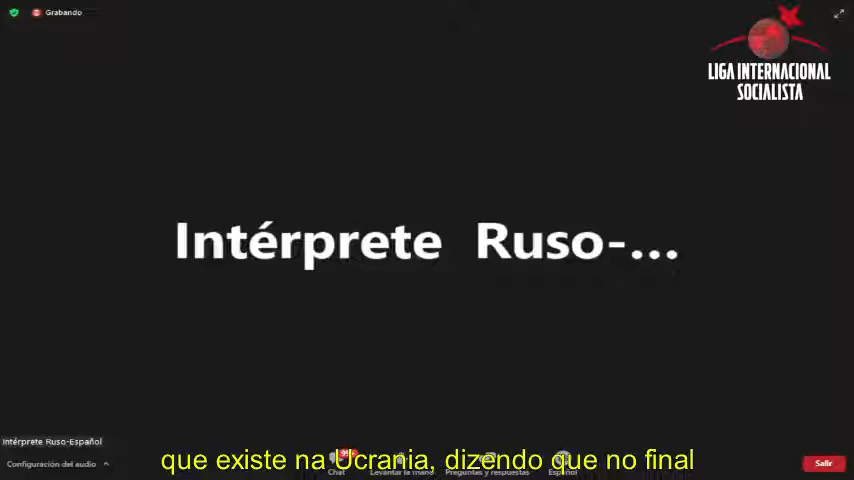 Grabando
LIGA INTERNACIONAL
SOCIALISTA
Intérprete Ruso-...
Intérprete Ruso-Español
Configuración del audio
99+
Chat
Levantar la mano
Preguntas y respuestas
Español
Salir
que existe na Ucrania, dizendo que no final